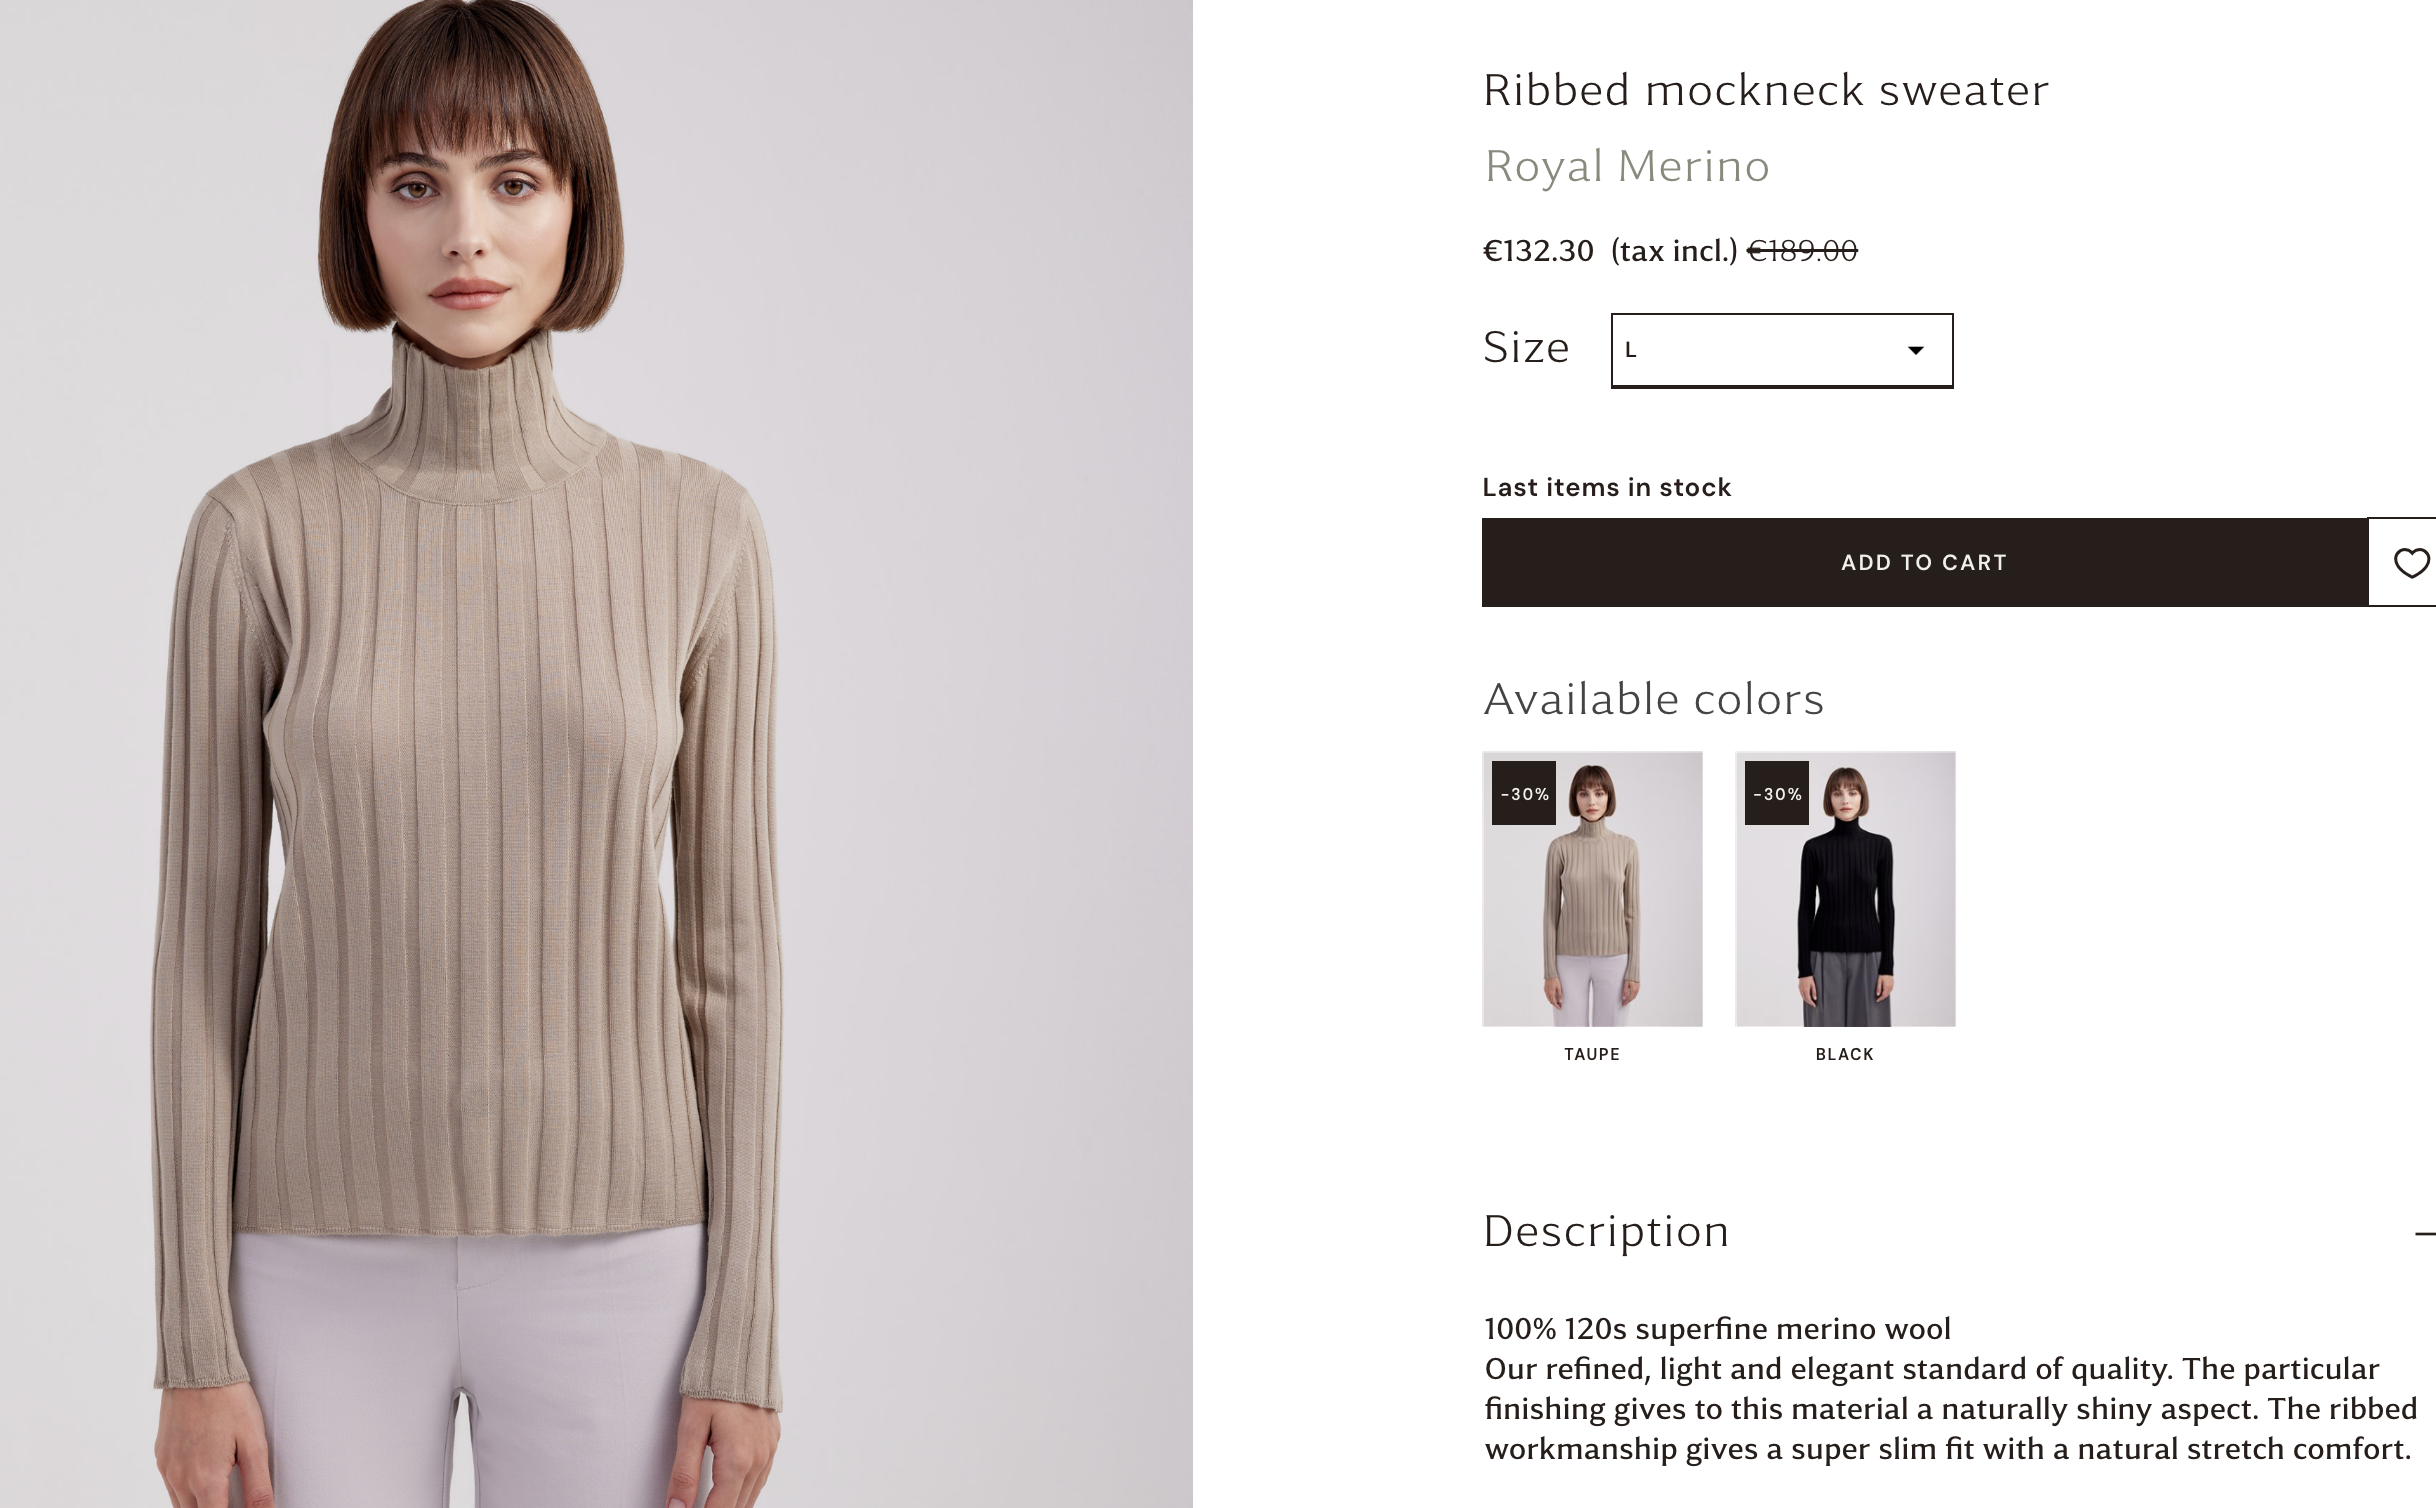 Ribbed mockneck sweater
Royal Merino
€132.30 (tax incl.) €189.00
Size L
Last items in stock
ADD TO CART
Available colors
-30% -30%
TAUPE BLACK
Description
100% 120s superfine merino wool
Our refined, light and elegant standard of quality. The particular
finishing gives to this material a naturally shiny aspect. The ribbed
workmanship gives a super slim fit with a natural stretch comfort.